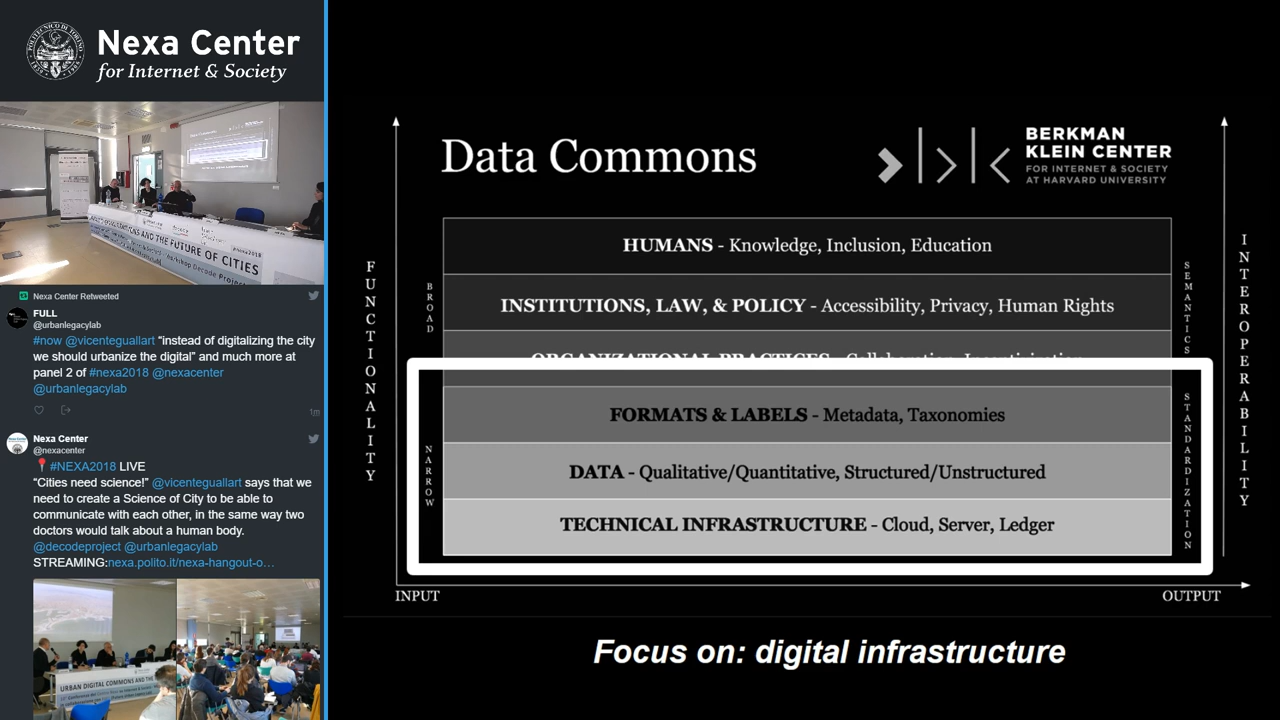 Nexa Center
for Internet & Society
Nexa Center Retweeted
FULL
@urbanlegacylab
#now @vicenteguallart “instead of digitalizing the city
we should urbanize the digital” and much more at
panel 2 of #nexa2018 @nexacenter
@urbanlegacylab
1m
Nexa Center
@nexacenter
#NEXA2018 LIVE
“Cities need science!” @vicenteguallart says that we
need to create a Science of City to be able to
communicate with each other, in the same way two
doctors would talk about a human body.
@decodeproject @urbanlegacylab
STREAMING:nexa.polito.it/nexa-hangout-o…
URBAN DIGITAL COMMONS AND THE
AND THE FUTURE OF CITIES
Data Commons
BERKMAN
KLEIN CENTER
FOR INTERNET & SOCIETY
AT HARVARD UNIVERSITY
FUNCTIONALITY
BROAD
NARROW
HUMANS - Knowledge, Inclusion, Education
INSTITUTIONS, LAW, & POLICY - Accessibility, Privacy, Human Rights
ORGANIZATIONAL PRACTICES - Collaboration, Incentivization
FORMATS & LABELS - Metadata, Taxonomies
DATA - Qualitative/Quantitative, Structured/Unstructured
TECHNICAL INFRASTRUCTURE - Cloud, Server, Ledger
SEMANTICS
STANDARDIZATION
INTEROPERABILITY
INPUT
OUTPUT
Focus on: digital infrastructure